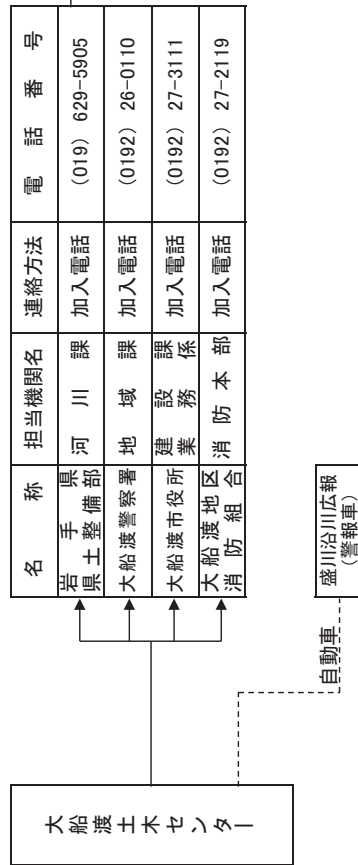 大船渡土木センター
名　　称　担当機関名　連絡方法　電　話　番　号
岩　手　県
県土整備部　河　川　課　加入電話　(019) 629-5905
大船渡警察署　地　域　課　加入電話　(0192) 26-0110
大船渡市役所　建　設　課
業　務　係　加入電話　(0192) 27-3111
大船渡地区
消防組合　消　防　本　部　加入電話　(0192) 27-2119
自動車
盛川沿川広報
(警報車)